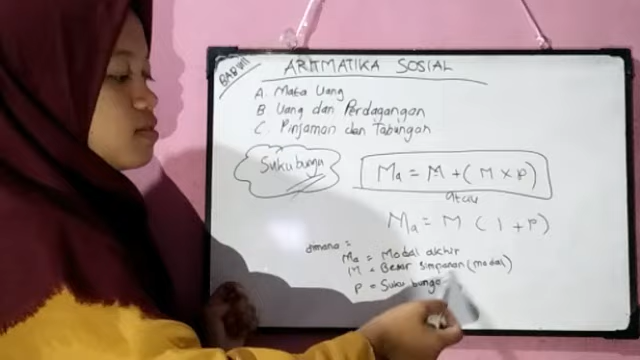 BAB VII
ARITMATIKA SOSIAL
A. Mata Uang
B Uang dan Perdagangan
C. Pinjaman dan Tabungan
Suku bunga
Ma = M + ( M x P )
atau
Ma = M ( 1 + P )
dimana =
Ma = Modal akhir
M = Besar simpanan (modal)
P = Suku bunga